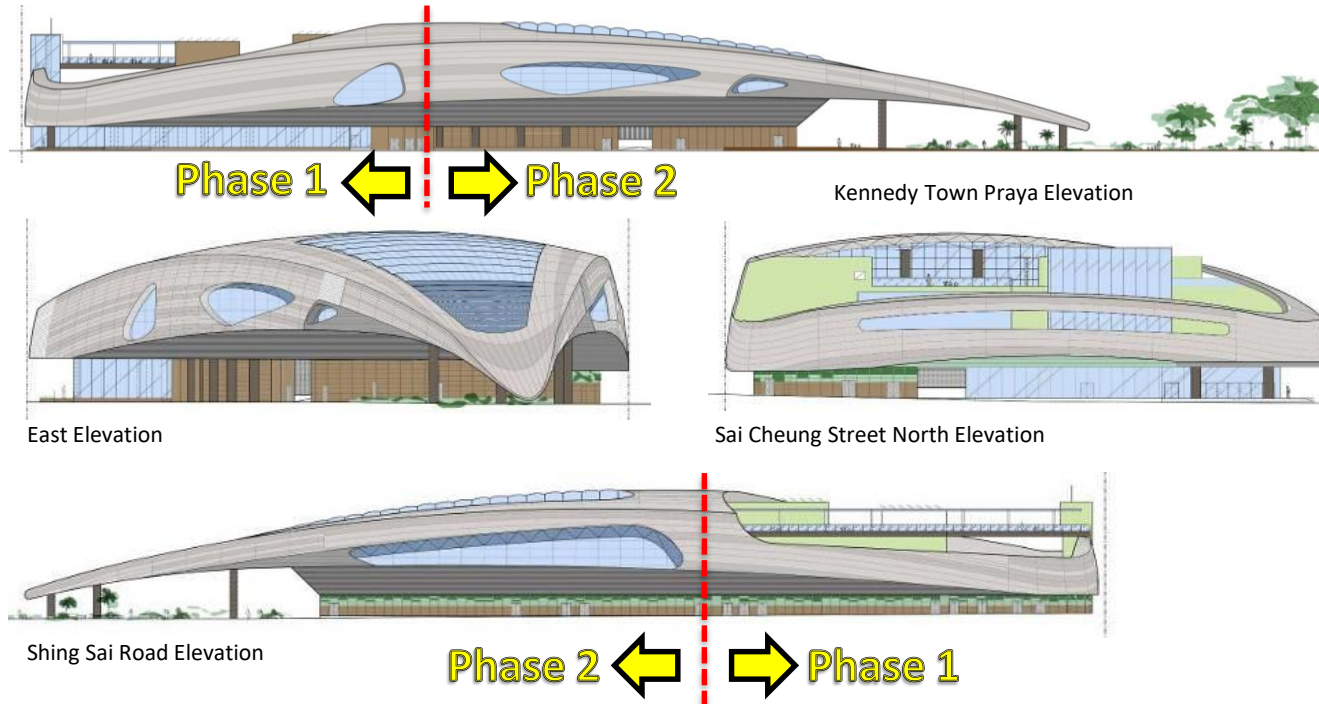 Phase 1
Phase 2
Kennedy Town Praya Elevation
East Elevation
Sai Cheung Street North Elevation
Shing Sai Road Elevation
Phase 2
Phase 1